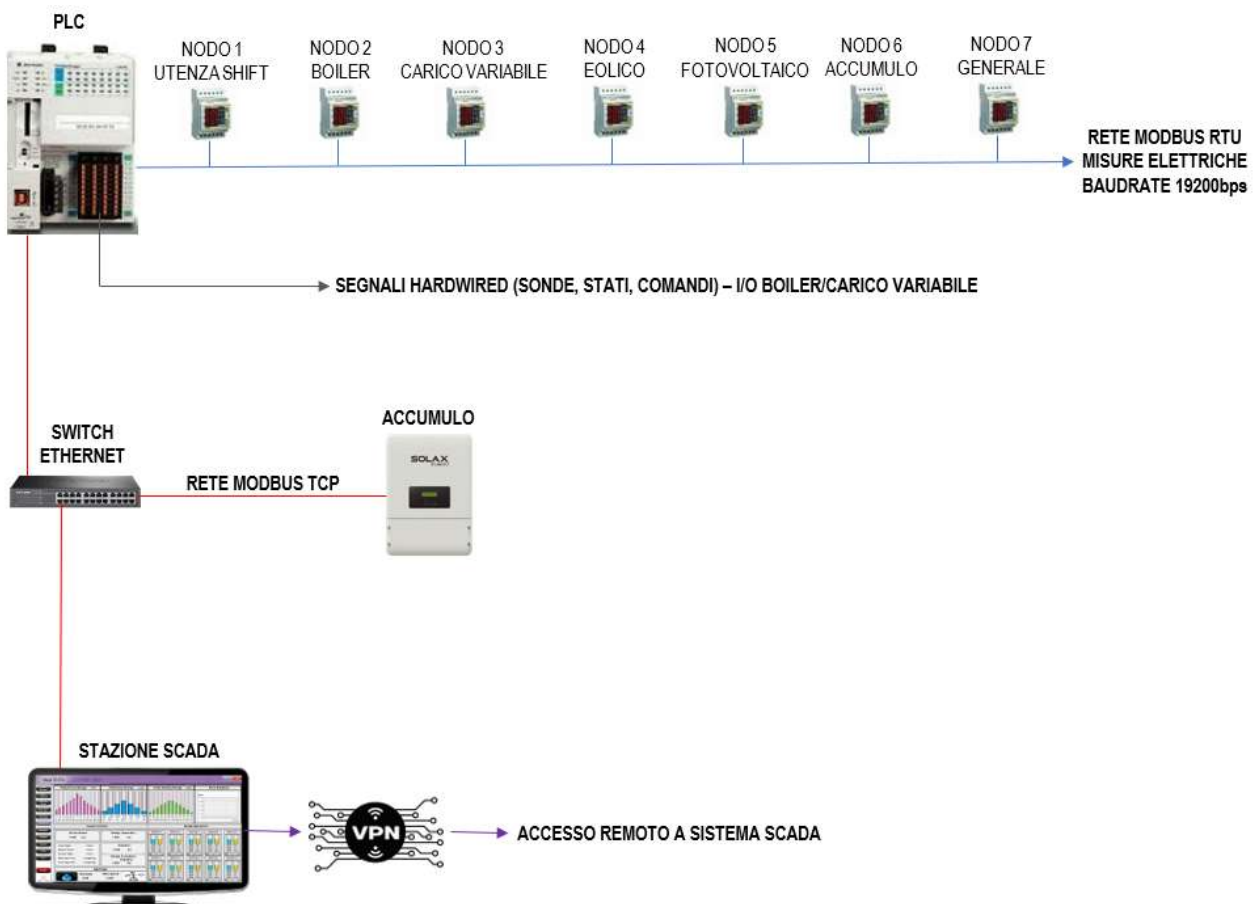 PLC
NODO 1
UTENZA SHIFT
NODO 2
BOILER
NODO 3
CARICO VARIABILE
NODO 4
EOLICO
NODO 5
FOTOVOLTAICO
NODO 6
ACCUMULO
NODO 7
GENERALE
RETE MODBUS RTU
MISURE ELETTRICHE
BAUDRATE 19200bps
SEGNALI HARDWIRED (SONDE, STATI, COMANDI) – I/O BOILER/CARICO VARIABILE
SWITCH
ETHERNET
RETE MODBUS TCP
ACCUMULO
SOLAX
STAZIONE SCADA
VPN
ACCESSO REMOTO A SISTEMA SCADA